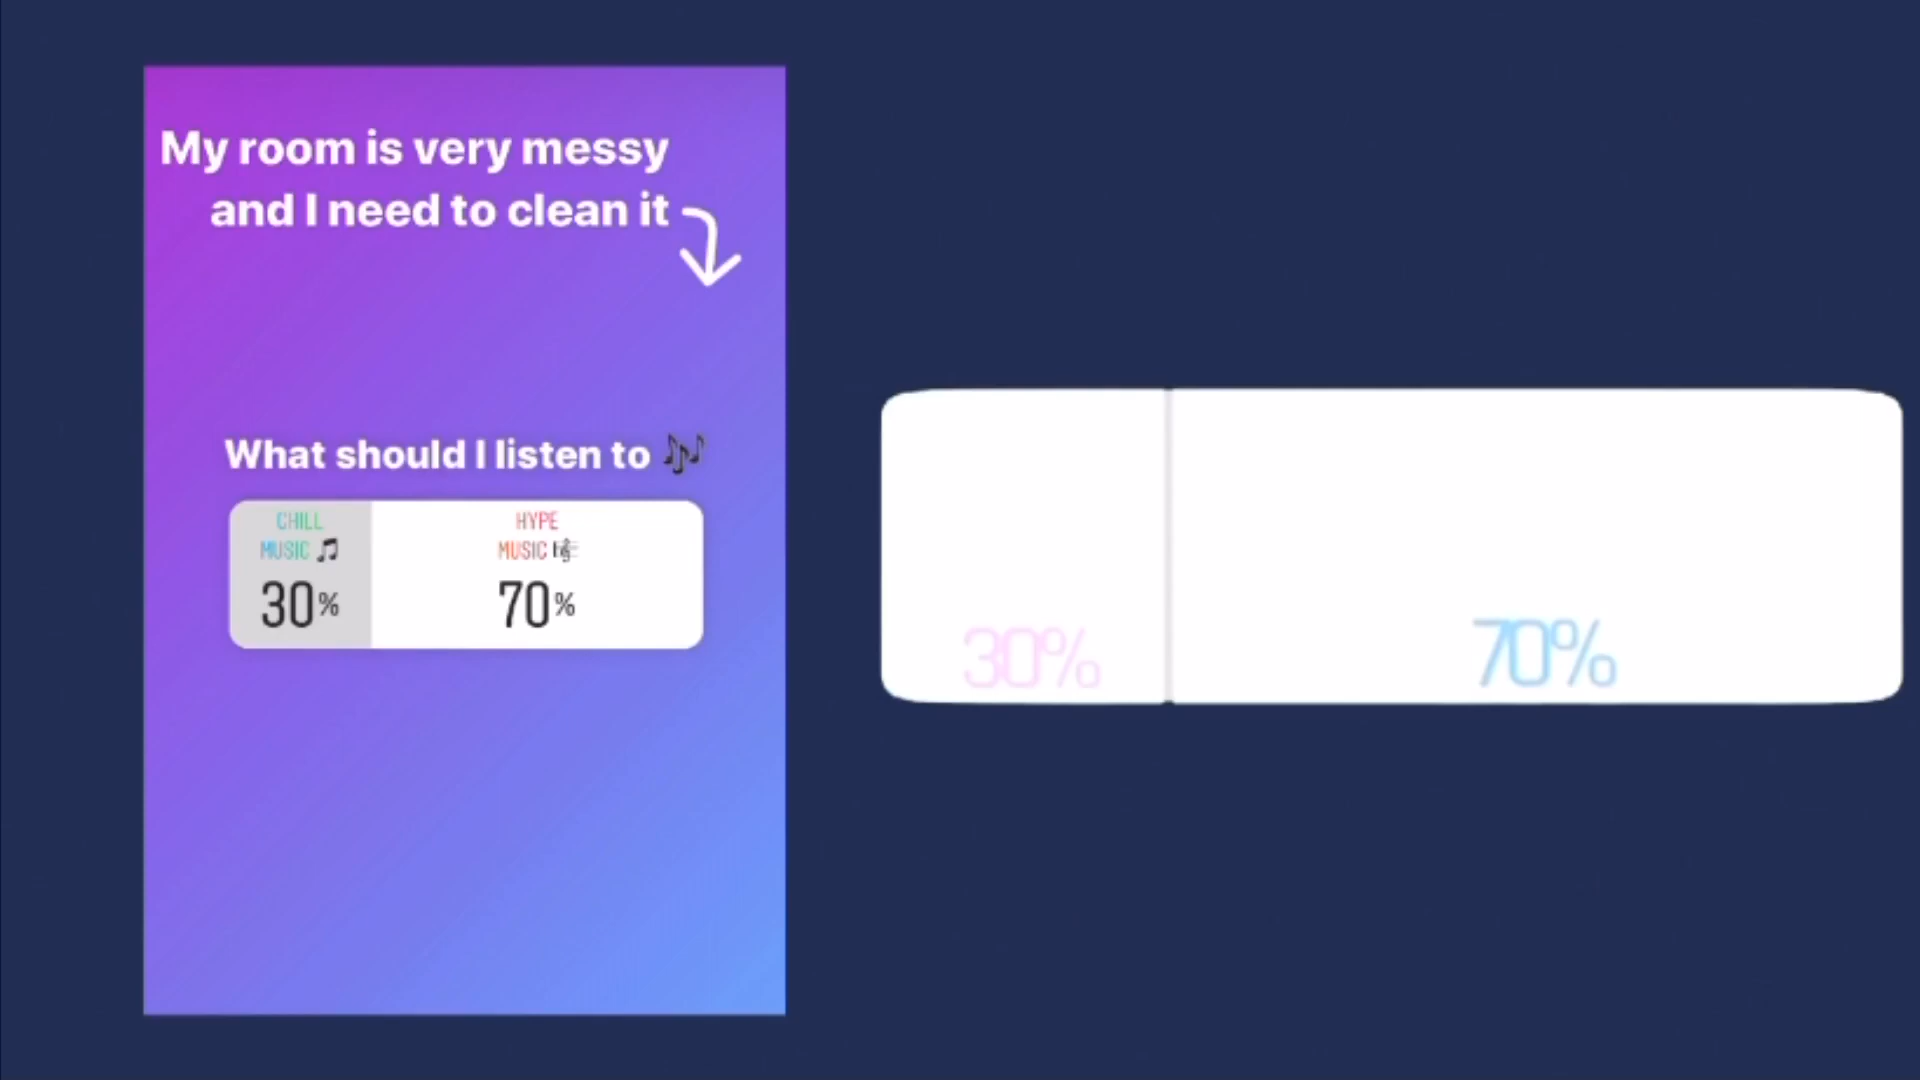 My room is very messy
and I need to clean it
What should I listen to 🎶
CHILL
MUSIC 🎵
30%
HYPE
MUSIC 🎼
70%
30%
70%